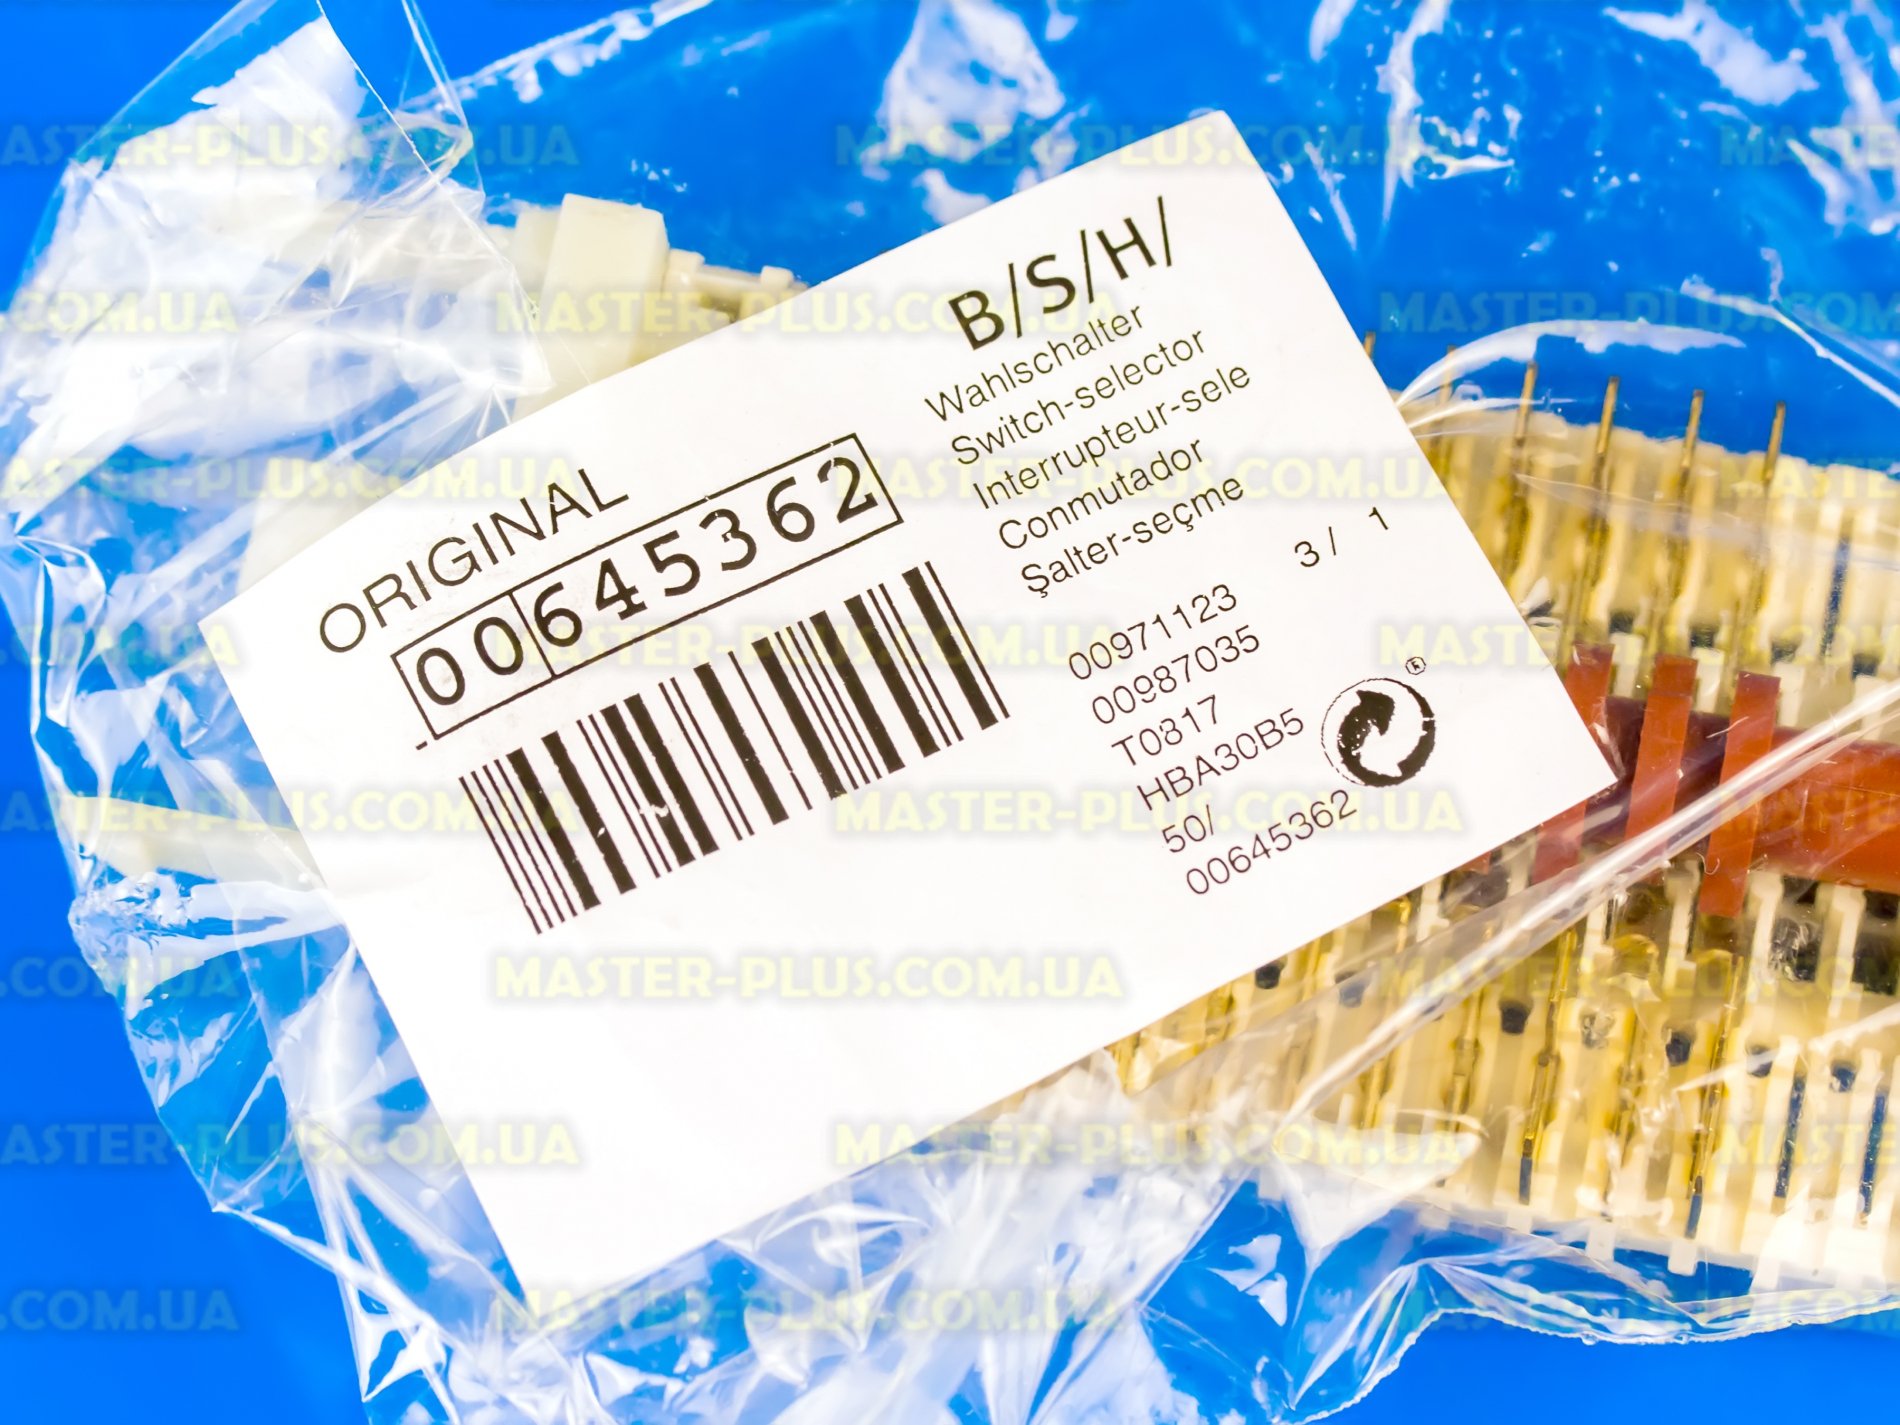 B/S/H/
Wahlschalter
Switch-selector
Interrupteur-sele
Conmutador
Şalter-seçme
ORIGINAL
00645362
3/ 1
00971123
00987035
T0817
HBA30B5
50/
00645362
MASTER-PLUS.COM.UA